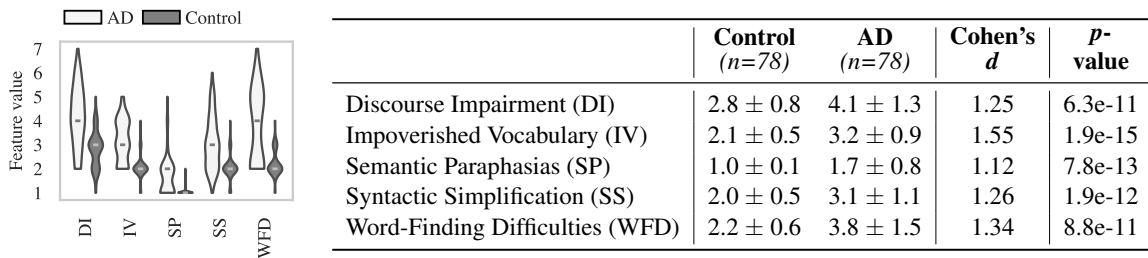 AD Control
Feature value
7
6
5
4
3
2
1
DI IV SP SS WFD
Control AD Cohen's p-
(n=78) (n=78) d value
Discourse Impairment (DI) 2.8 ± 0.8 4.1 ± 1.3 1.25 6.3e-11
Impoverished Vocabulary (IV) 2.1 ± 0.5 3.2 ± 0.9 1.55 1.9e-15
Semantic Paraphasias (SP) 1.0 ± 0.1 1.7 ± 0.8 1.12 7.8e-13
Syntactic Simplification (SS) 2.0 ± 0.5 3.1 ± 1.1 1.26 1.9e-12
Word-Finding Difficulties (WFD) 2.2 ± 0.6 3.8 ± 1.5 1.34 8.8e-11